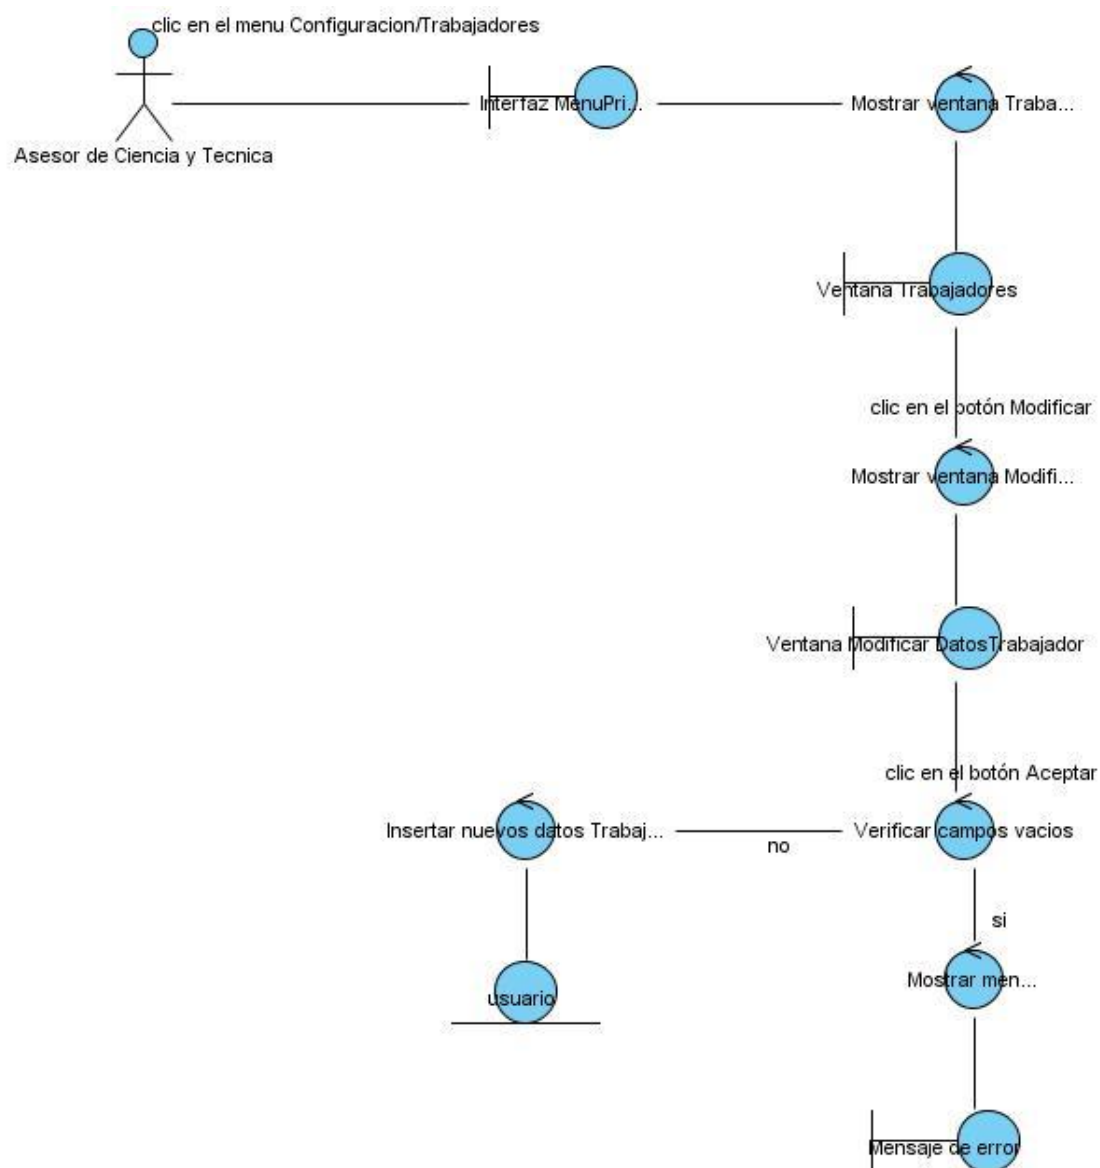 clic en el menu Configuracion/Trabajadores
Asesor de Ciencia y Tecnica
Interfaz MenuPri...
Mostrar ventana Traba...
Ventana Trabajadores
clic en el botón Modificar
Mostrar ventana Modifi...
Ventana Modificar DatosTrabajador
clic en el botón Aceptar
Insertar nuevos datos Trabaj...
no
Verificar campos vacios
si
usuario
Mostrar men...
Mensaje de error